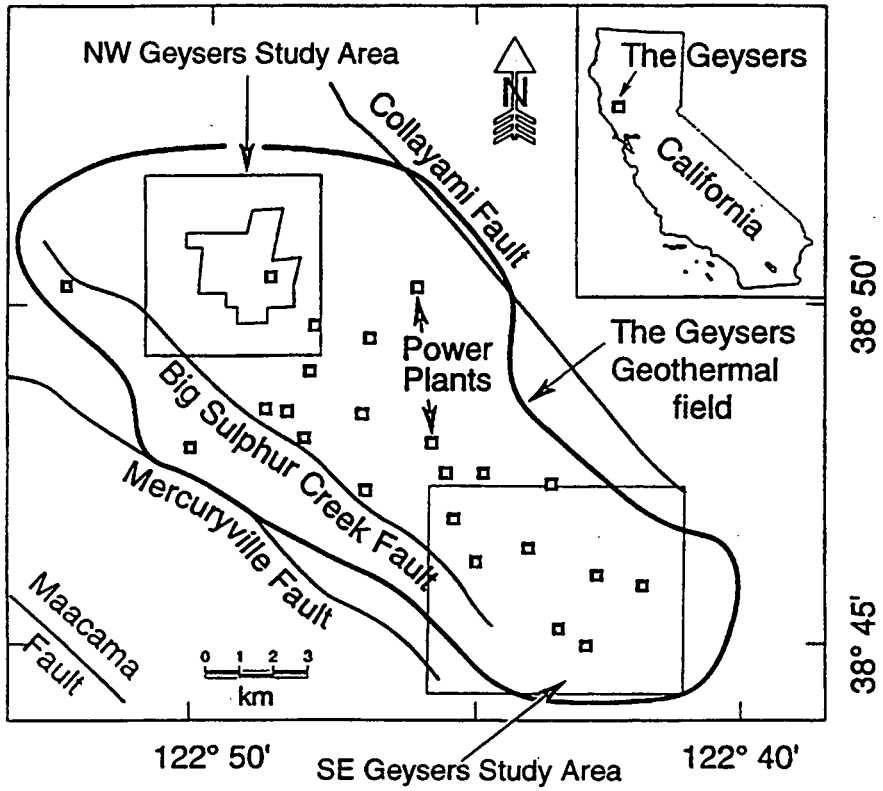 NW Geysers Study Area
N
Collayami Fault
The Geysers
California
38° 50'
Power
Plants
The Geysers
Geothermal
field
Big Sulphur Creek Fault
Mercuryville Fault
Maacama
Fault
0 1 2 3
km
38° 45'
122° 50'
122° 40'
SE Geysers Study Area